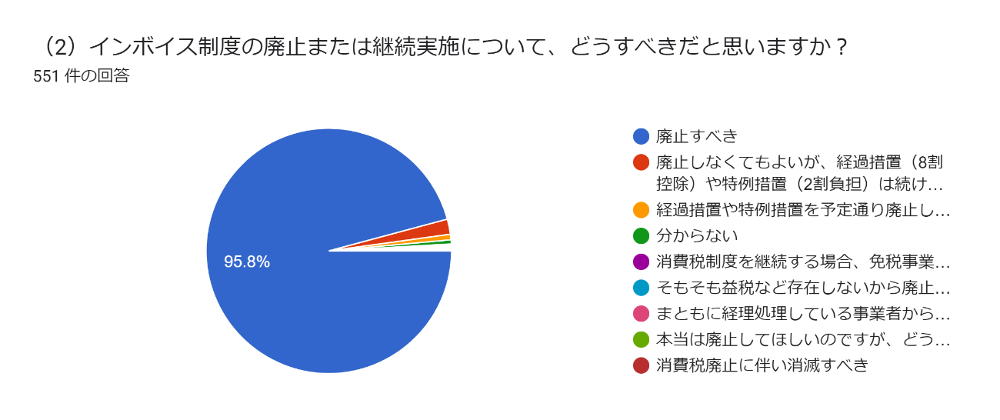 （2）インボイス制度の廃止または継続実施について、どうすべきだと思いますか？
551 件の回答
95.8%
廃止すべき
廃止しなくてもよいが、経過措置（8割
控除）や特例措置（2割負担）は続け…
経過措置や特例措置を予定通り廃止し…
分からない
消費税制度を継続する場合、免税事業…
そもそも益税など存在しないから廃止…
まともに経理処理している事業者から…
本当は廃止してほしいのですが、どう…
消費税廃止に伴い消滅すべき